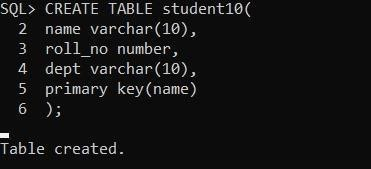 SQL> CREATE TABLE student10(
  2  name varchar(10),
  3  roll_no number,
  4  dept varchar(10),
  5  primary key(name)
  6  );
Table created.